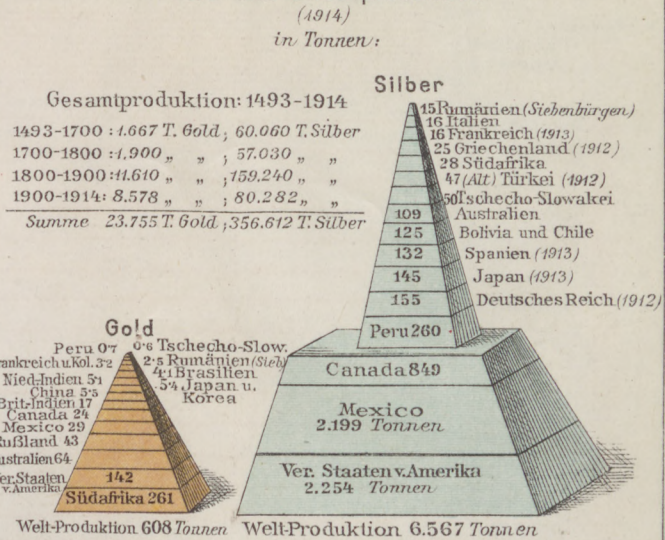 (1914)
in Tonnen:
Gesamtproduktion: 1493-1914
1493-1700 : 1.667 T. Gold ; 60.060 T. Silber
1700-1800 : 1.900 „ „ ; 57.030 „ „
1800-1900 : 11.610 „ „ ; 159.240 „ „
1900-1914 : 8.578 „ „ ; 80.282 „ „
Summe 23.755 T. Gold ; 356.612 T. Silber
Silber
15 Rumänien (Siebenbürgen)
16 Italien
16 Frankreich (1913)
25 Griechenland (1912)
28 Südafrika
47 (Alt) Türkei (1912)
50 Tschecho-Slowakei
109 Australien
125 Bolivia und Chile
132 Spanien (1913)
145 Japan (1913)
155 Deutsches Reich (1912)
Peru 260
Canada 849
Mexico
2.199 Tonnen
Ver. Staaten v. Amerika
2.254 Tonnen
Welt-Produktion 6.567 Tonnen
Gold
Peru 0·7
0·6 Tschecho-Slow.
rankreich u. Kol. 3·2
2·5 Rumänien (Sieb)
4·1 Brasilien
Nied.-Indien 5·1
5·4 Japan u.
Korea
China 5·5
Brit-Indien 17
Canada 24
Mexico 29
Rußland 43
ustralien 64
er. Staaten
v. Amerika
142
Südafrika 261
Welt-Produktion 608 Tonnen